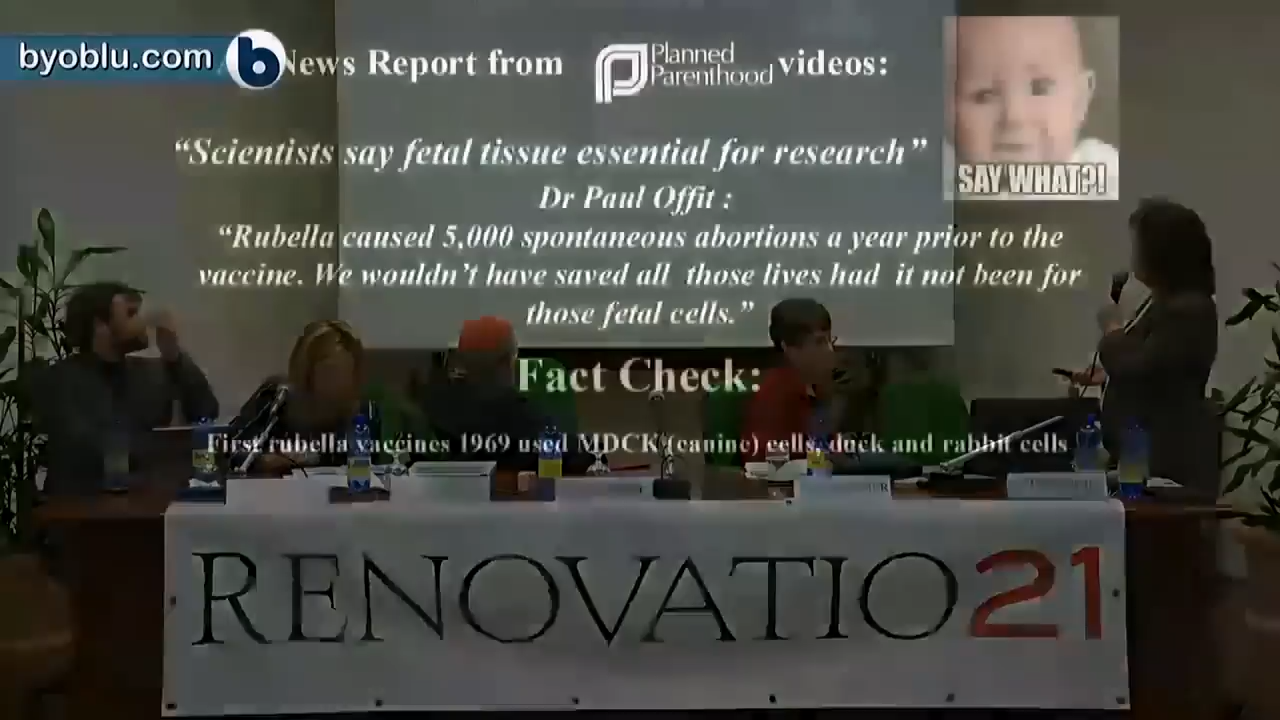 byoblu.com b
News Report from Planned Parenthood videos:
SAY WHAT?!
“Scientists say fetal tissue essential for research”
Dr Paul Offit :
“Rubella caused 5,000 spontaneous abortions a year prior to the
vaccine. We wouldn't have saved all those lives had it not been for
those fetal cells.”
Fact Check:
First rubella vaccines 1969 used MDCK (canine) cells, duck and rabbit cells
RENOVATIO21